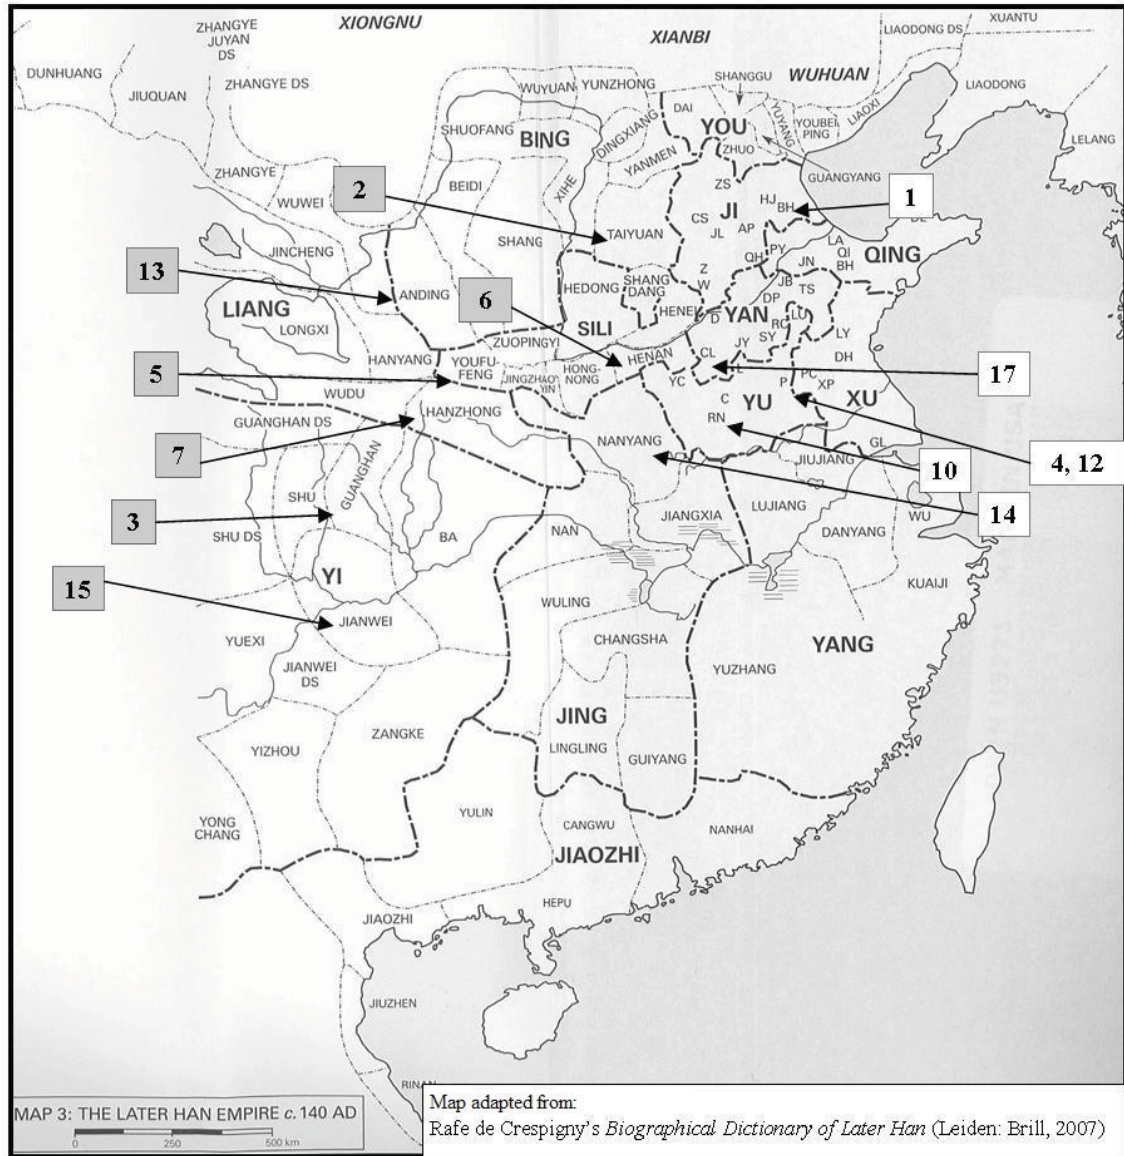 XIONGNU
XIANBI
WUHUAN
XUANTU
LIAODONG DS
ZHANGYE
JUYAN
DS
DUNHUANG
JIUQUAN
ZHANGYE DS
WUYUAN
YUNZHONG
SHANGGU
LIAODONG
DAI
YOU
YUYANG
YOUBEI
PING
LIAOXI
SHUOFANG
BING
DINGXIANG
ZHUO
LELANG
ZHANGYE
BEIDI
YANMEN
GUANGYANG
WUWEI
XIHE
2
ZS
JI
HJ
BH
1
CS
JL
AP
TAIYUAN
JINCHENG
SHANG
13
QH
PY
LA
QI
BH
QING
JN
ANDING
6
HEDONG
SHANG
DANG
Z
W
JB
TS
DP
LIANG
LONGXI
SILI
HENEI
D
YAN
RC
LU
ZUOPINGYI
SY
JY
LY
HANYANG
YOUFU-
FENG
HONG-
NONG
HENAN
CL
DH
17
5
JINGZHAO
YIN
YC
L
P
PC
XP
WUDU
C
YU
XU
HANZHONG
RN
GUANGHAN DS
NANYANG
GL
7
JIUJIANG
10
4, 12
SHU
GUANGHAN
3
JIANGXIA
LUJIANG
WU
14
SHU DS
BA
NAN
DANYANG
YI
15
KUAIJI
WULING
JIANWEI
YUEXI
CHANGSHA
YANG
YUZHANG
JIANWEI
DS
JING
YIZHOU
ZANGKE
LINGLING
GUIYANG
YULIN
YONG
CHANG
CANGWU
NANHAI
JIAOZHI
HEPU
JIAOZHI
JIUZHEN
RINAN
MAP 3: THE LATER HAN EMPIRE c.140 AD
0 250 500 km
Map adapted from:
Rafe de Crespigny's Biographical Dictionary of Later Han (Leiden: Brill, 2007)